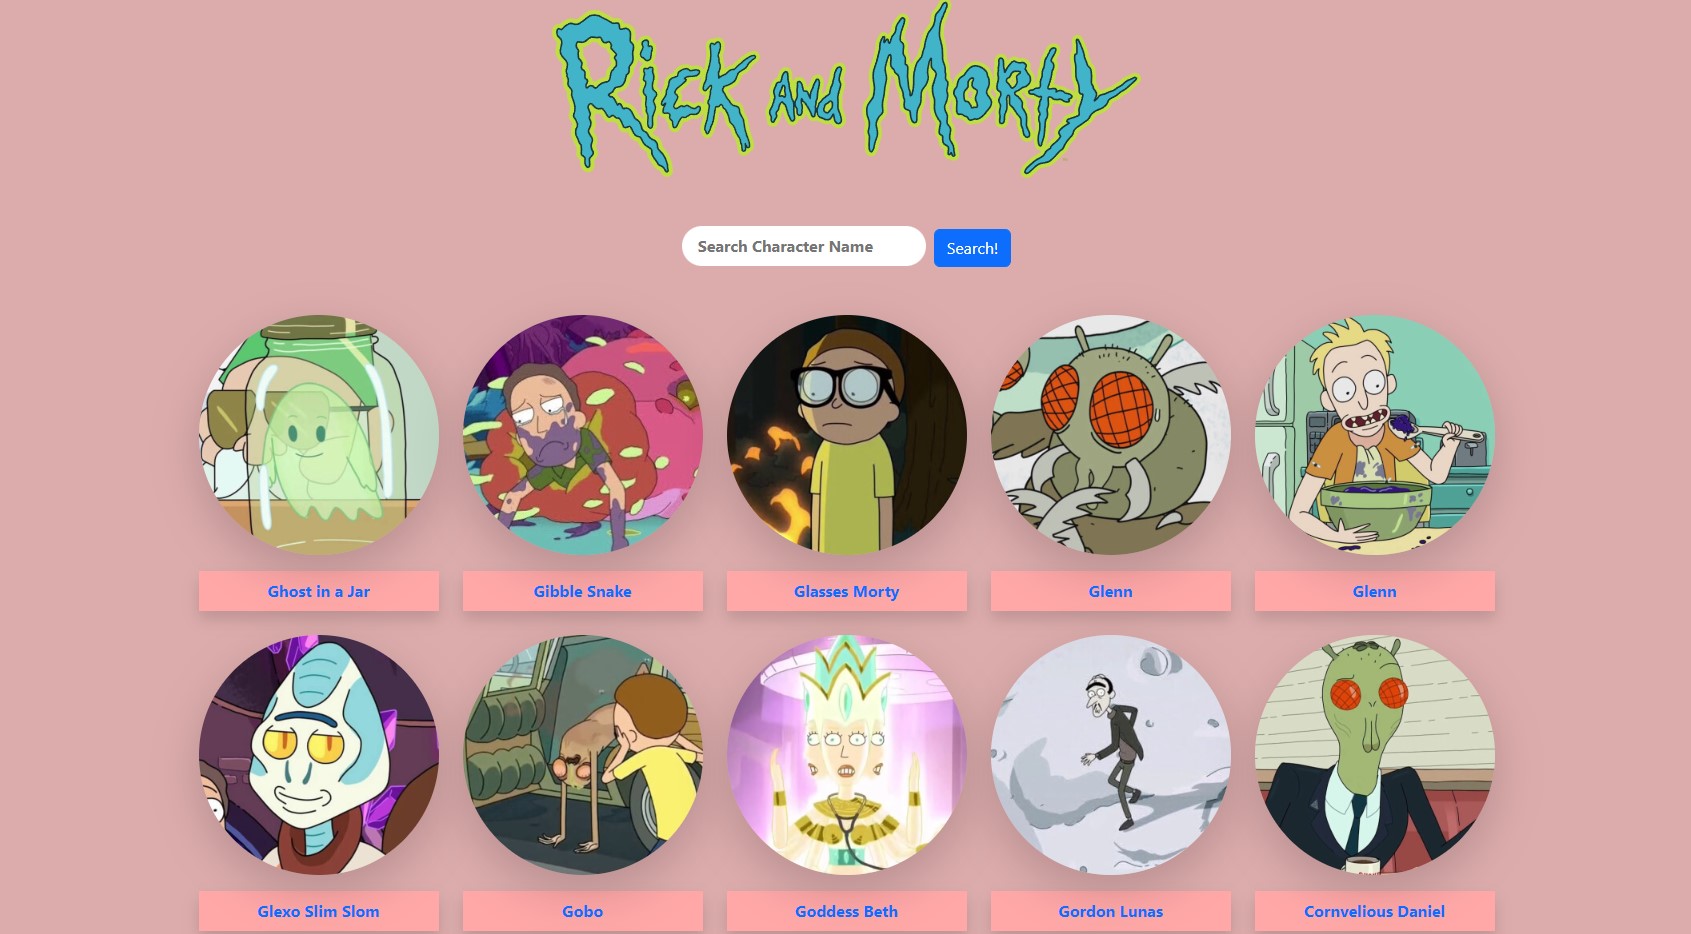 Rick and Morty
Search Character Name
Search!
Ghost in a Jar
Gibble Snake
Glasses Morty
Glenn
Glenn
Glexo Slim Slom
Gobo
Goddess Beth
Gordon Lunas
Cornvelious Daniel